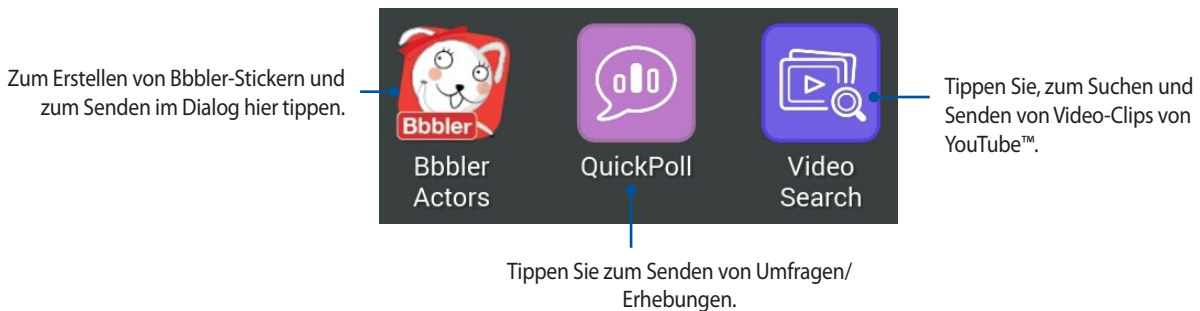 Zum Erstellen von Bbbler-Stickern und
zum Senden im Dialog hier tippen.
Bbbler
Bbbler
Actors
QuickPoll
Video
Search
Tippen Sie, zum Suchen und
Senden von Video-Clips von
YouTube™.
Tippen Sie zum Senden von Umfragen/
Erhebungen.